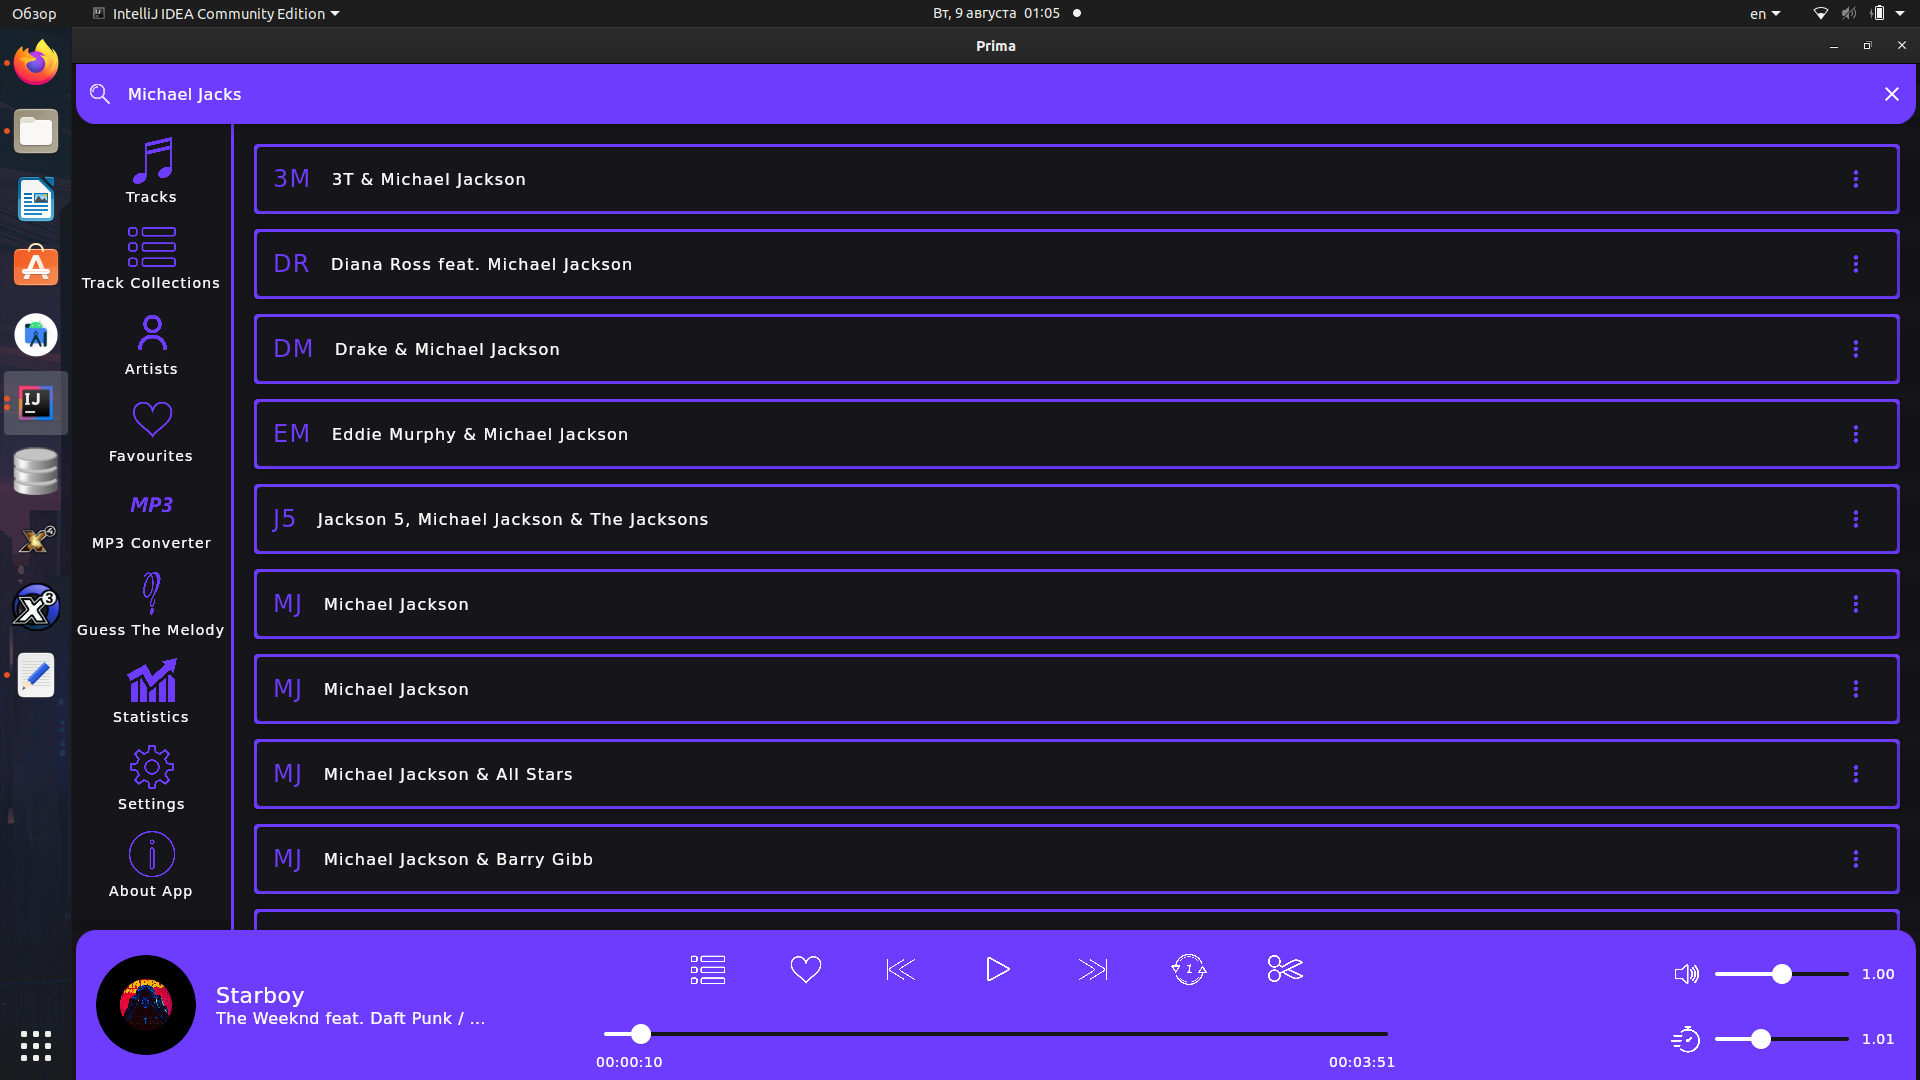 Обзор
IntelliJ IDEA Community Edition
Вт, 9 августа 01:05
en
Prima
Michael Jacks
Tracks
Track Collections
Artists
Favourites
MP3
MP3 Converter
Guess The Melody
Statistics
Settings
About App
3M 3T & Michael Jackson
DR Diana Ross feat. Michael Jackson
DM Drake & Michael Jackson
EM Eddie Murphy & Michael Jackson
J5 Jackson 5, Michael Jackson & The Jacksons
MJ Michael Jackson
MJ Michael Jackson
MJ Michael Jackson & All Stars
MJ Michael Jackson & Barry Gibb
IJ
X4
X3
Starboy
The Weeknd feat. Daft Punk / ...
1
00:00:10
00:03:51
1.00
1.01